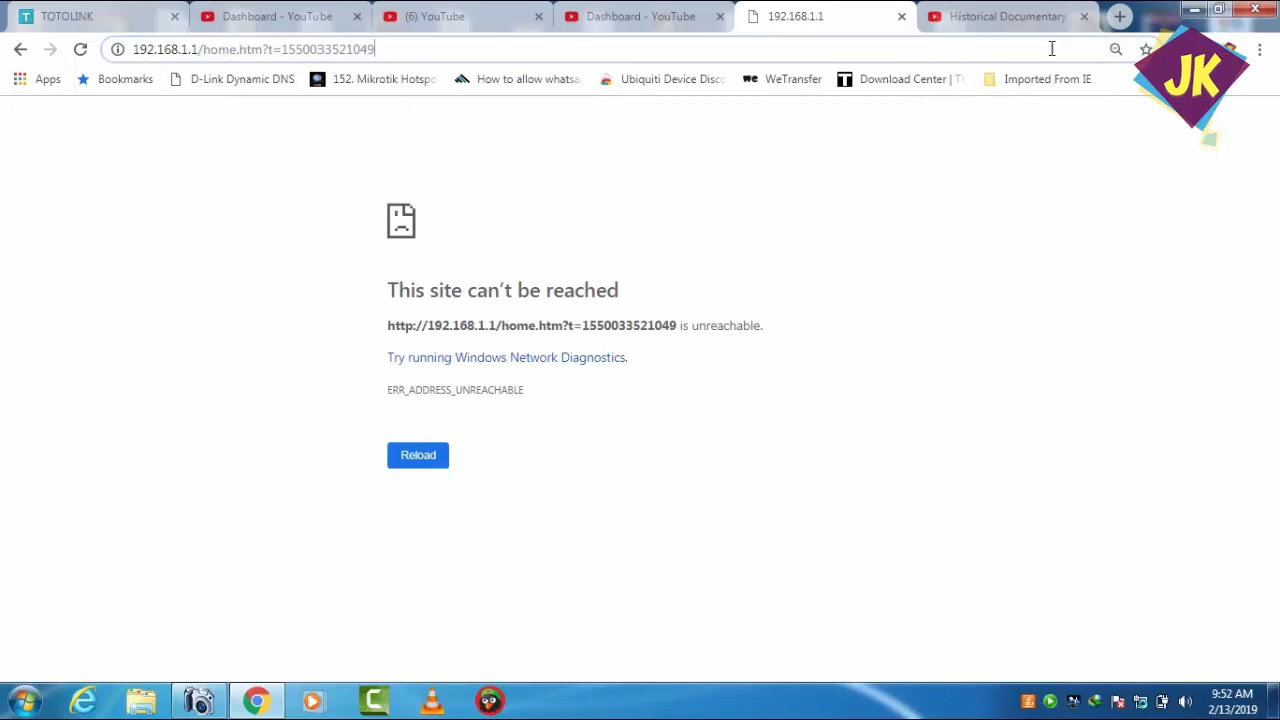 TOTOLINK
Dashboard - YouTube
(6) YouTube
Dashboard - YouTube
192.168.1.1
Historical Documentary
192.168.1.1/home.htm?t=1550033521049
Apps
Bookmarks
D-Link Dynamic DNS
152. Mikrotik Hotspo
How to allow whatsa
Ubiquiti Device Disc
we WeTransfer
Download Center | T
Imported From IE
JK
This site can't be reached
http://192.168.1.1/home.htm?t=1550033521049 is unreachable.
Try running Windows Network Diagnostics.
ERR_ADDRESS_UNREACHABLE
Reload
9:52 AM
2/13/2019